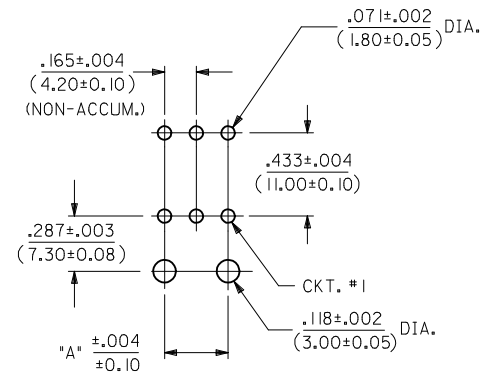 .071±.002 DIA.
(1.80±0.05)
.165±.004
(4.20±0.10)
(NON-ACCUM.)
.433±.004
(11.00±0.10)
.287±.003
(7.30±0.08)
CKT. #1
.118±.002 DIA.
(3.00±0.05)
"A" ±.004
±0.10